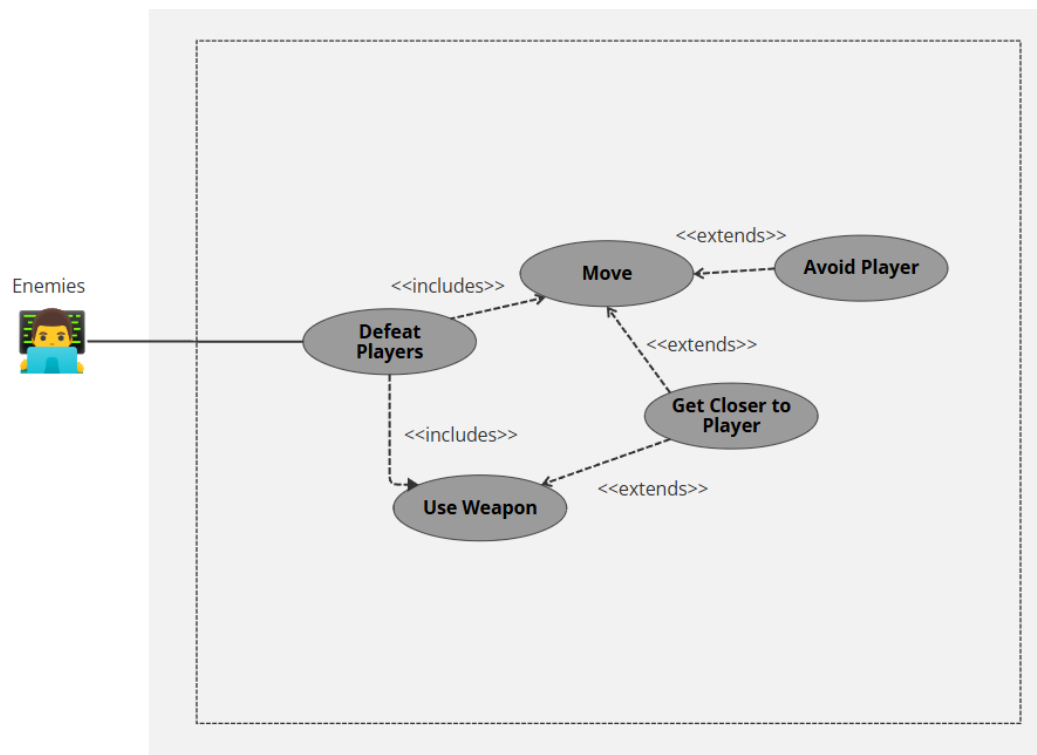 <<extends>>
Move
Avoid Player
Enemies
<<includes>>
Defeat
Players
<<extends>>
Get Closer to
Player
<<includes>>
<<extends>>
Use Weapon